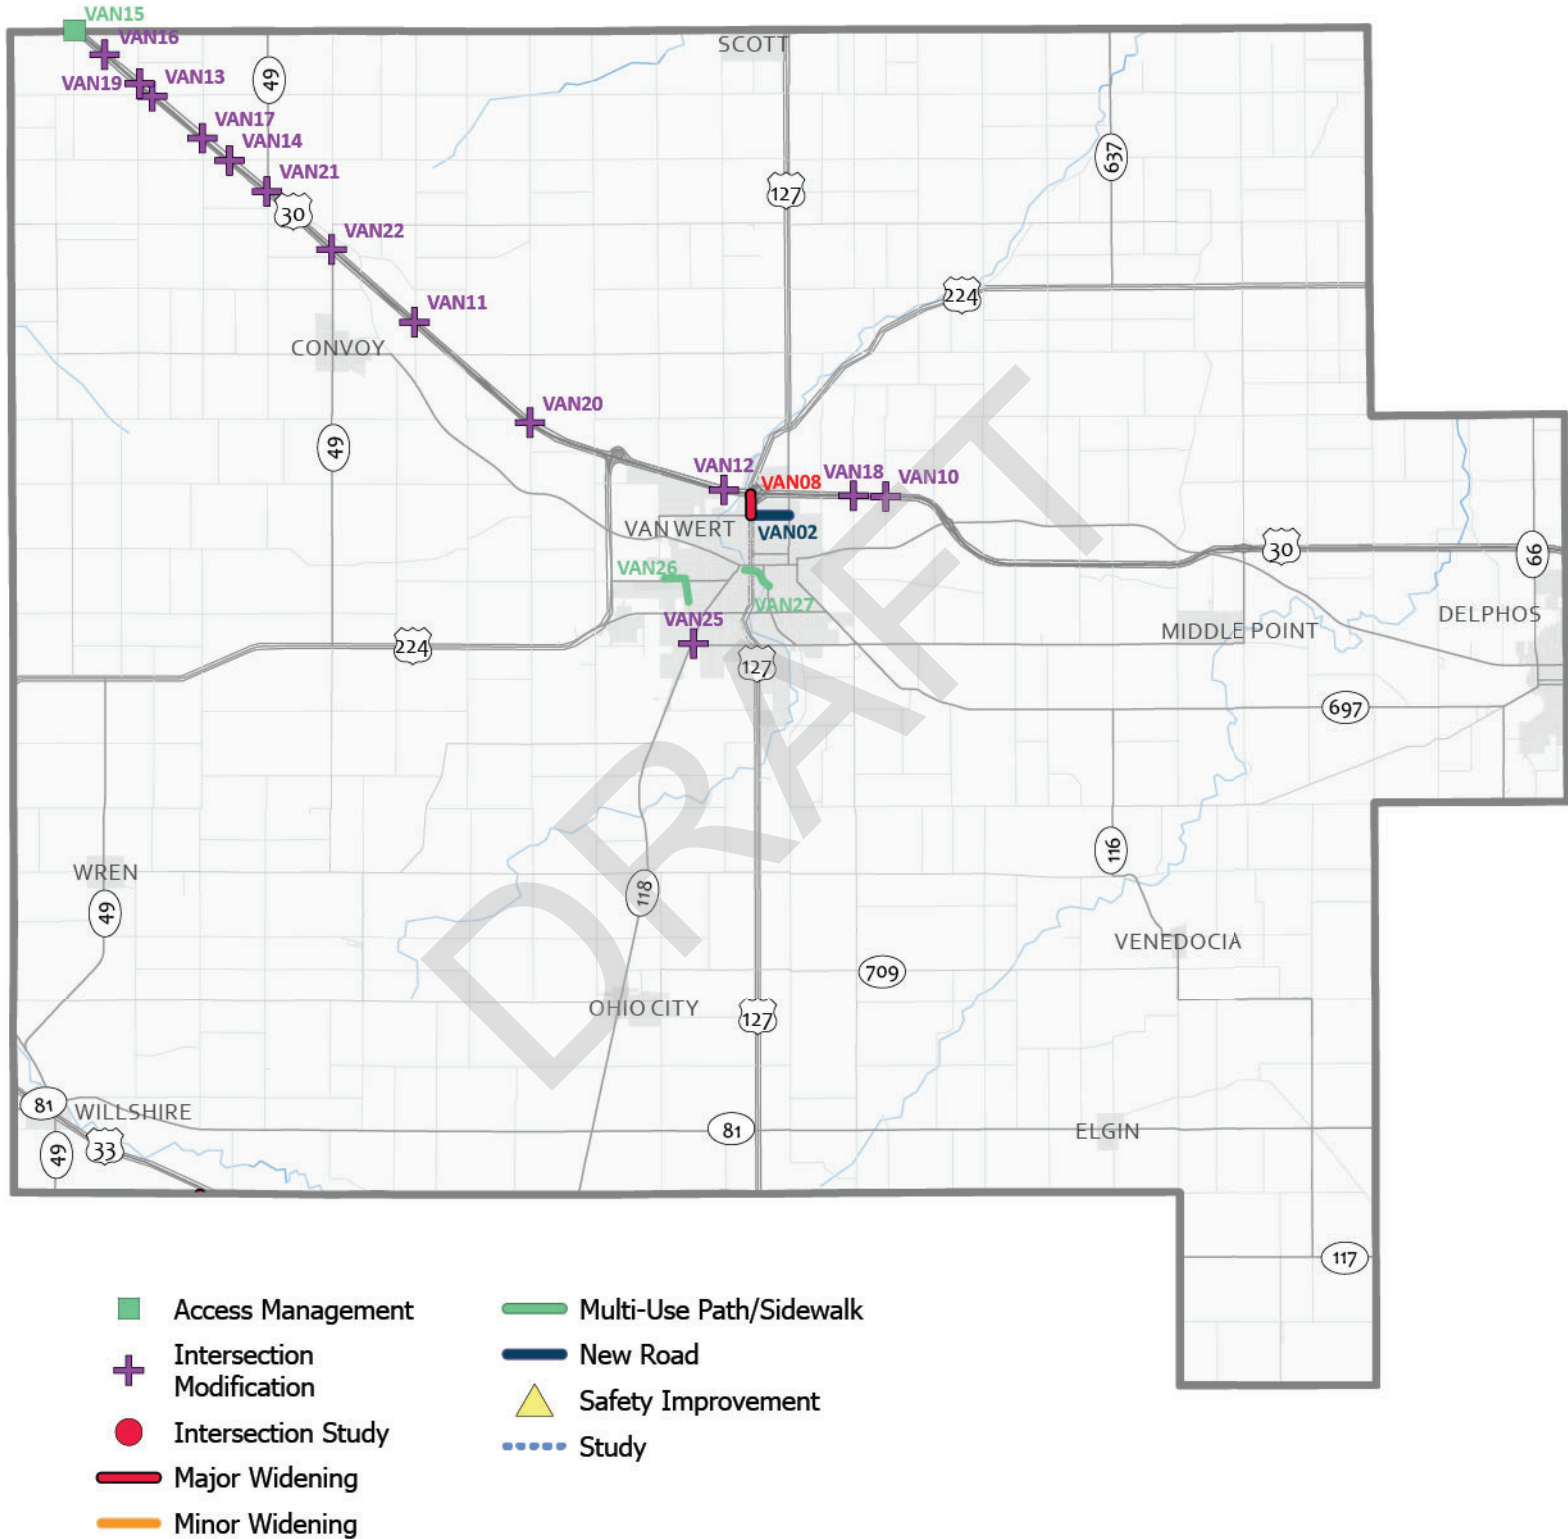 VAN15
SCOTT
VAN16
VAN19
VAN13
49
VAN17
VAN14
637
VAN21
127
30
VAN22
224
VAN11
CONVOY
VAN20
49
VAN12
VAN18
VAN10
VAN08
VAN WERT
VAN02
30
66
VAN26
VAN27
DELPHOS
VAN25
MIDDLE POINT
224
127
697
DRAFT
116
WREN
118
49
VENEDOCIA
709
OHIO CITY
127
81
WILLSHIRE
81
ELGIN
33
49
117
Access Management
Intersection
Modification
Intersection Study
Major Widening
Minor Widening
Multi-Use Path/Sidewalk
New Road
Safety Improvement
Study